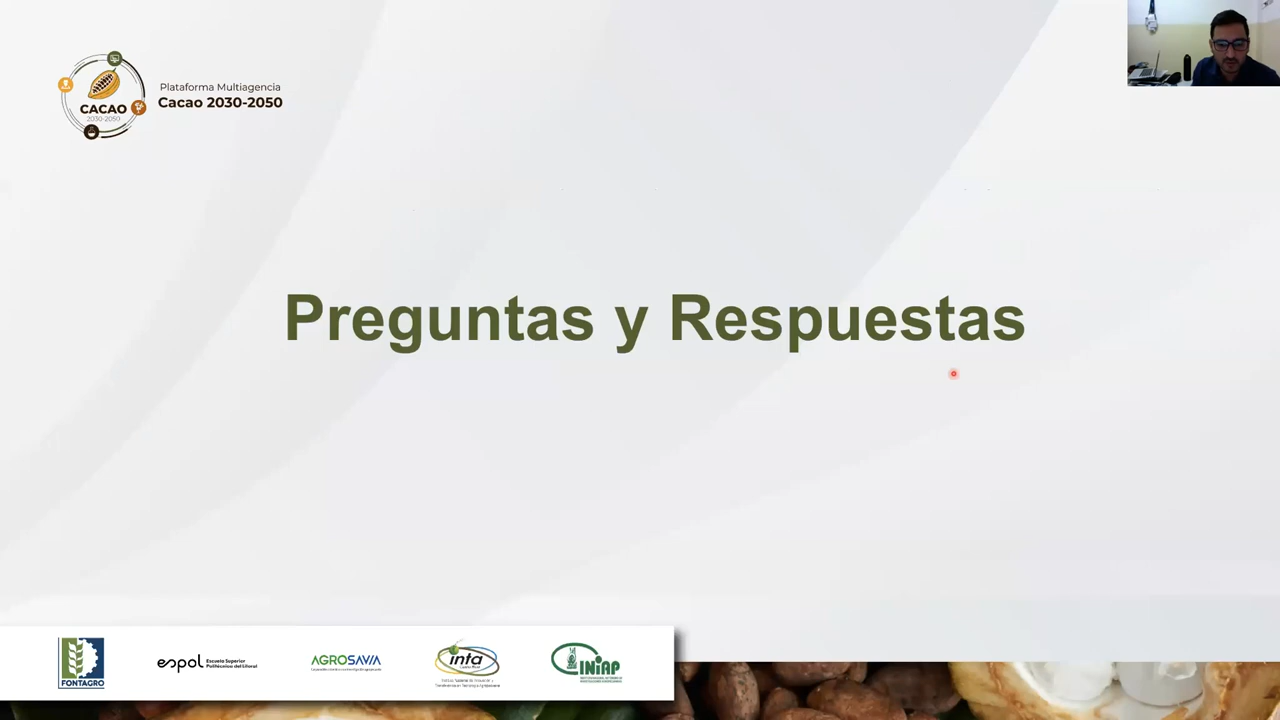 Plataforma Multiagencia
Cacao 2030-2050
CACAO
2030-2050
Preguntas y Respuestas
FONTAGRO
espol
Escuela Superior
Politécnica del Litoral
AGROSAVIA
inta
INIAP